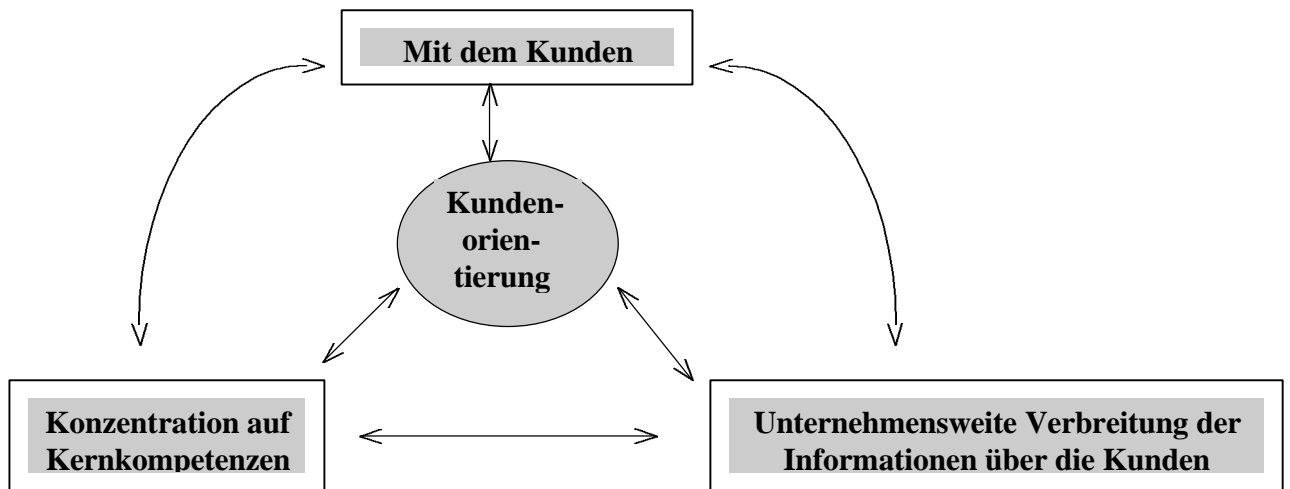 Mit dem Kunden
Kunden-
orien-
tierung
Konzentration auf
Kernkompetenzen
Unternehmensweite Verbreitung der
Informationen über die Kunden